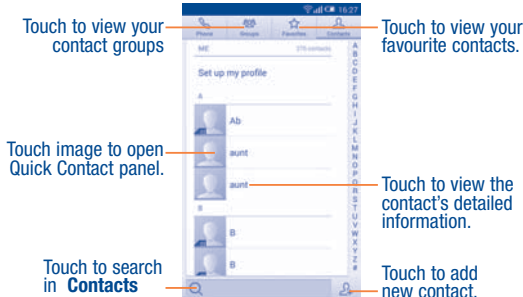 16:27
Touch to view your
contact groups
Touch to view your
favourite contacts.
Phone
Groups
Favorites
Contacts
ME
275 contacts
Set up my profile
A
Ab
Touch image to open
Quick Contact panel.
aunt
aunt
Touch to view the
contact's detailed
information.
B
B
B
A
B
C
D
E
F
G
H
I
J
K
L
M
N
O
P
Q
R
S
T
U
V
W
X
Y
Z
#
Touch to search
in Contacts
Touch to add
new contact.